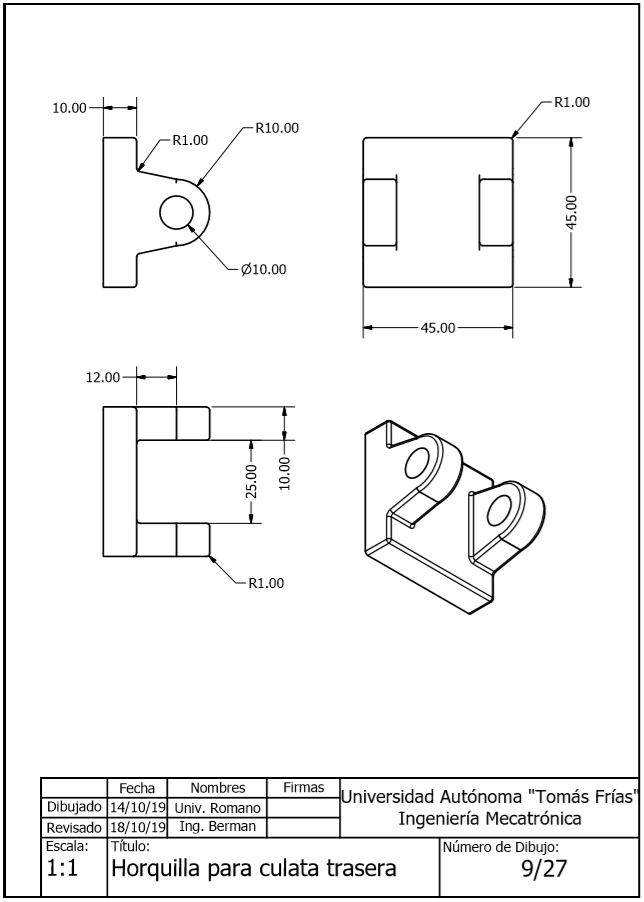 10.00
R1.00
R10.00
Ø10.00
R1.00
45.00
45.00
12.00
25.00
10.00
R1.00
Fecha
Nombres
Firmas
Dibujado 14/10/19 Univ. Romano
Revisado 18/10/19 Ing. Berman
Universidad Autónoma "Tomás Frías"
Ingeniería Mecatrónica
Escala:
1:1
Título:
Horquilla para culata trasera
Número de Dibujo:
9/27